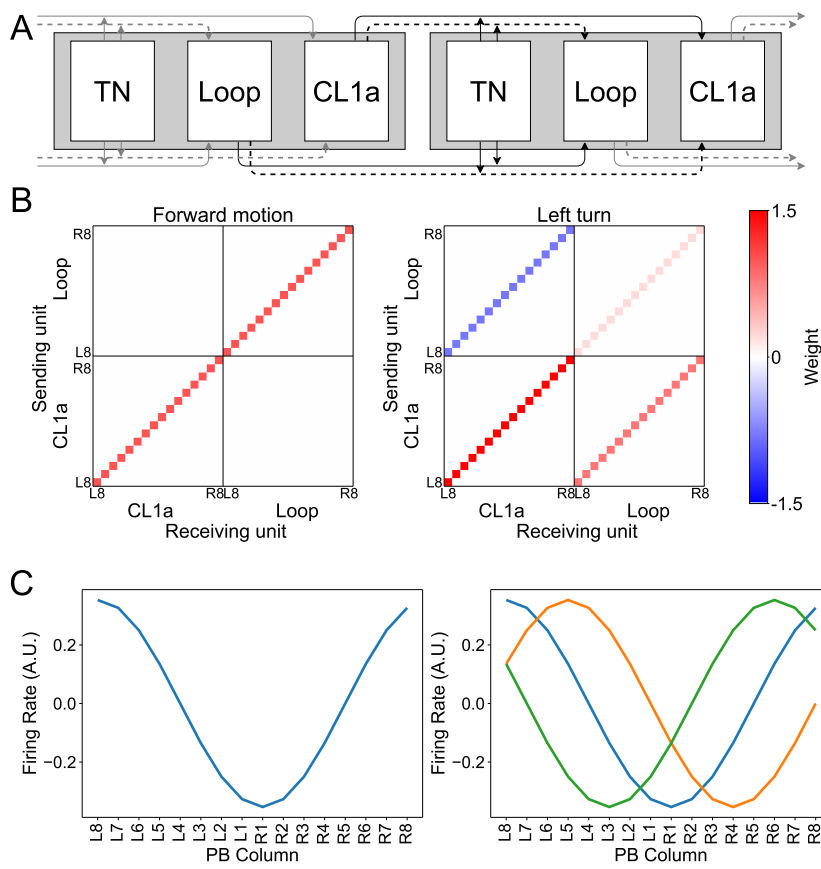 A
TN Loop CL1a TN Loop CL1a
B
Forward motion Left turn
R8 R8 1.5
Loop Loop
L8 L8
Sending unit Sending unit 0 Weight
R8 R8
CL1a CL1a
L8 L8 -1.5
L8 R8 L8 R8 L8 R8 L8 R8
CL1a Loop CL1a Loop
Receiving unit Receiving unit
C
Firing Rate (A.U.) Firing Rate (A.U.)
0.2 0.2
0.0 0.0
−0.2 −0.2
L8 L7 L6 L5 L4 L3 L2 L1 R1 R2 R3 R4 R5 R6 R7 R8 L8 L7 L6 L5 L4 L3 L2 L1 R1 R2 R3 R4 R5 R6 R7 R8
PB Column PB Column